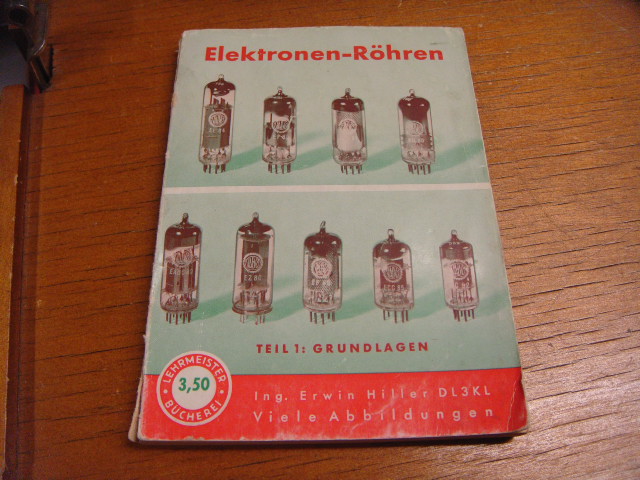 Elektronen-Röhren
TEIL 1: GRUNDLAGEN
LEHRMEISTER
3,50
BÜCHEREI
Ing. Erwin Hiller DL3KL
Viele Abbildungen